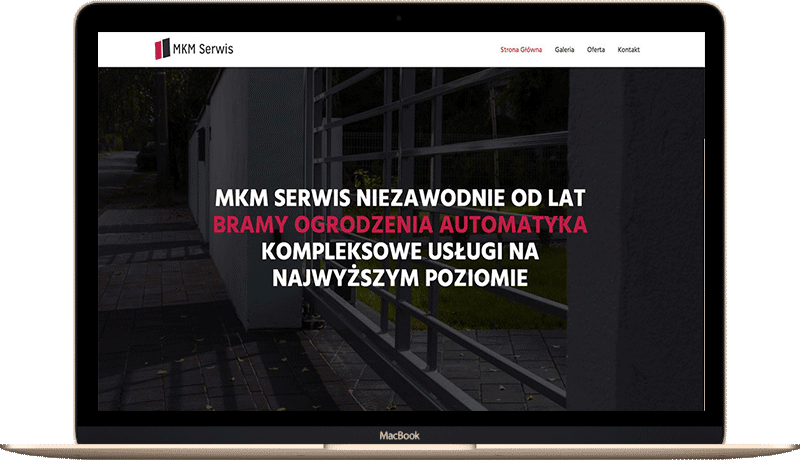 MKM Serwis
Strona Główna Galeria Oferta Kontakt
MKM SERWIS NIEZAWODNIE OD LAT
BRAMY OGRODZENIA AUTOMATYKA
KOMPLEKSOWE USŁUGI NA
NAJWYŻSZYM POZIOMIE
MacBook